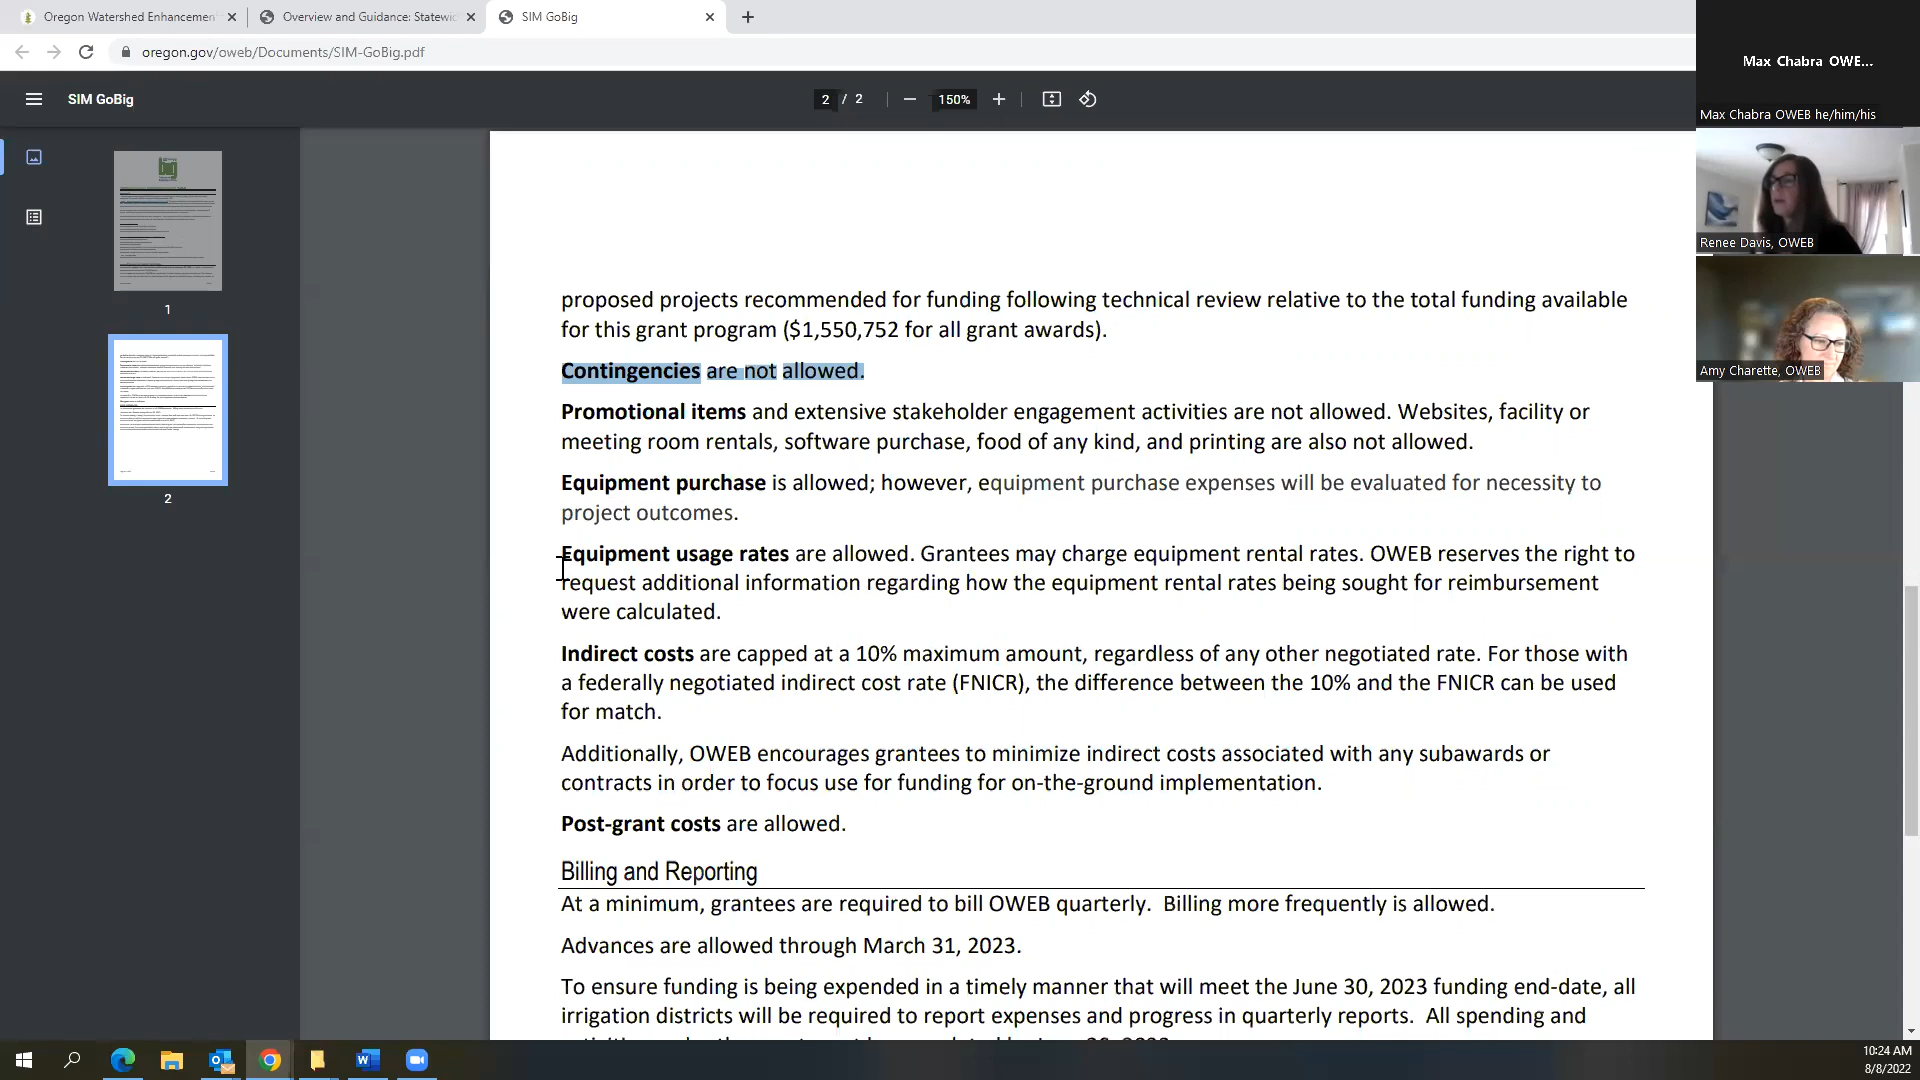 Oregon Watershed Enhancement
Overview and Guidance: Statewi
SIM GoBig
oregon.gov/oweb/Documents/SIM-GoBig.pdf
SIM GoBig
2 / 2
150%
1
2
proposed projects recommended for funding following technical review relative to the total funding available
for this grant program ($1,550,752 for all grant awards).
Contingencies are not allowed.
Promotional items and extensive stakeholder engagement activities are not allowed. Websites, facility or
meeting room rentals, software purchase, food of any kind, and printing are also not allowed.
Equipment purchase is allowed; however, equipment purchase expenses will be evaluated for necessity to
project outcomes.
Equipment usage rates are allowed. Grantees may charge equipment rental rates. OWEB reserves the right to
request additional information regarding how the equipment rental rates being sought for reimbursement
were calculated.
Indirect costs are capped at a 10% maximum amount, regardless of any other negotiated rate. For those with
a federally negotiated indirect cost rate (FNICR), the difference between the 10% and the FNICR can be used
for match.
Additionally, OWEB encourages grantees to minimize indirect costs associated with any subawards or
contracts in order to focus use for funding for on-the-ground implementation.
Post-grant costs are allowed.
Billing and Reporting
At a minimum, grantees are required to bill OWEB quarterly.  Billing more frequently is allowed.
Advances are allowed through March 31, 2023.
To ensure funding is being expended in a timely manner that will meet the June 30, 2023 funding end-date, all
irrigation districts will be required to report expenses and progress in quarterly reports.  All spending and
Max Chabra OWE...
Max Chabra OWEB he/him/his
Renee Davis, OWEB
Amy Charette, OWEB
10:24 AM
8/8/2022